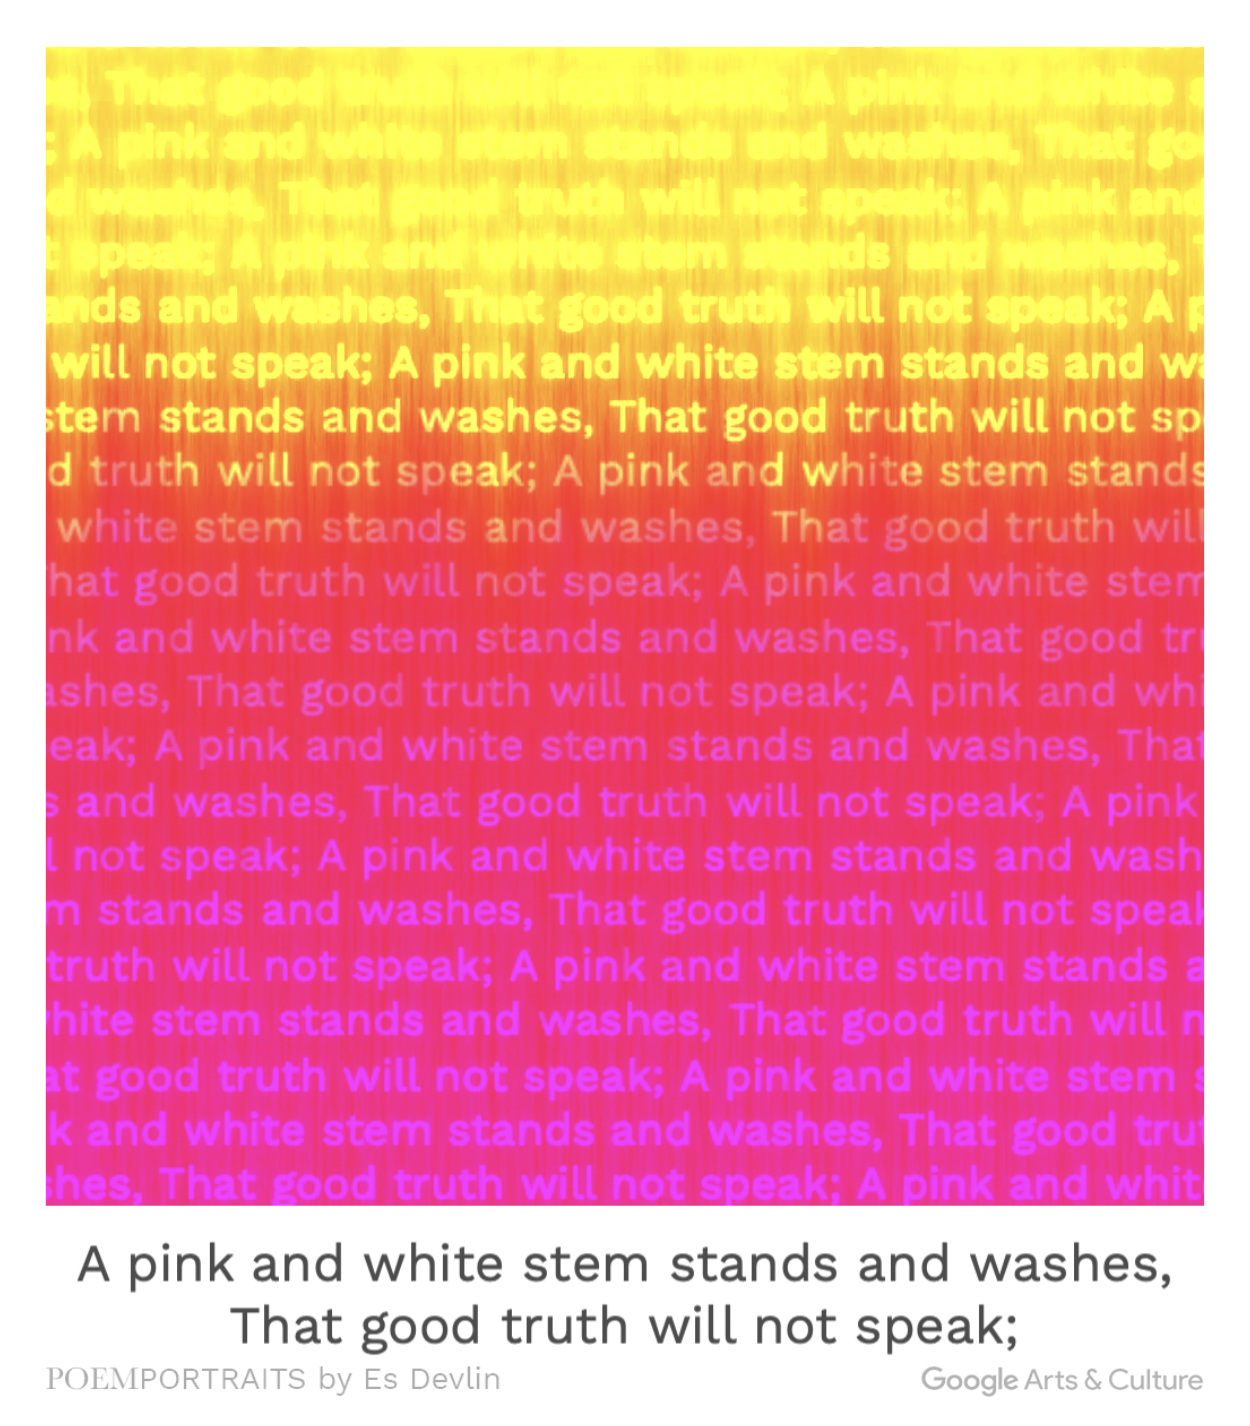 That good truth will not speak; A pink and white
; A pink and white stem stands and washes, That go
d washes, That good truth will not speak; A pink and
t speak; A pink and white stem stands and washes,
ands and washes, That good truth will not speak; A p
will not speak; A pink and white stem stands and wa
stem stands and washes, That good truth will not sp
d truth will not speak; A pink and white stem stands
white stem stands and washes, That good truth will
hat good truth will not speak; A pink and white stem
nk and white stem stands and washes, That good tru
ashes, That good truth will not speak; A pink and whi
eak; A pink and white stem stands and washes, That
s and washes, That good truth will not speak; A pink
l not speak; A pink and white stem stands and wash
m stands and washes, That good truth will not speak
truth will not speak; A pink and white stem stands a
hite stem stands and washes, That good truth will n
at good truth will not speak; A pink and white stem s
k and white stem stands and washes, That good trut
shes, That good truth will not speak; A pink and whit
A pink and white stem stands and washes,
That good truth will not speak;
POEMPORTRAITS by Es Devlin
Google Arts & Culture